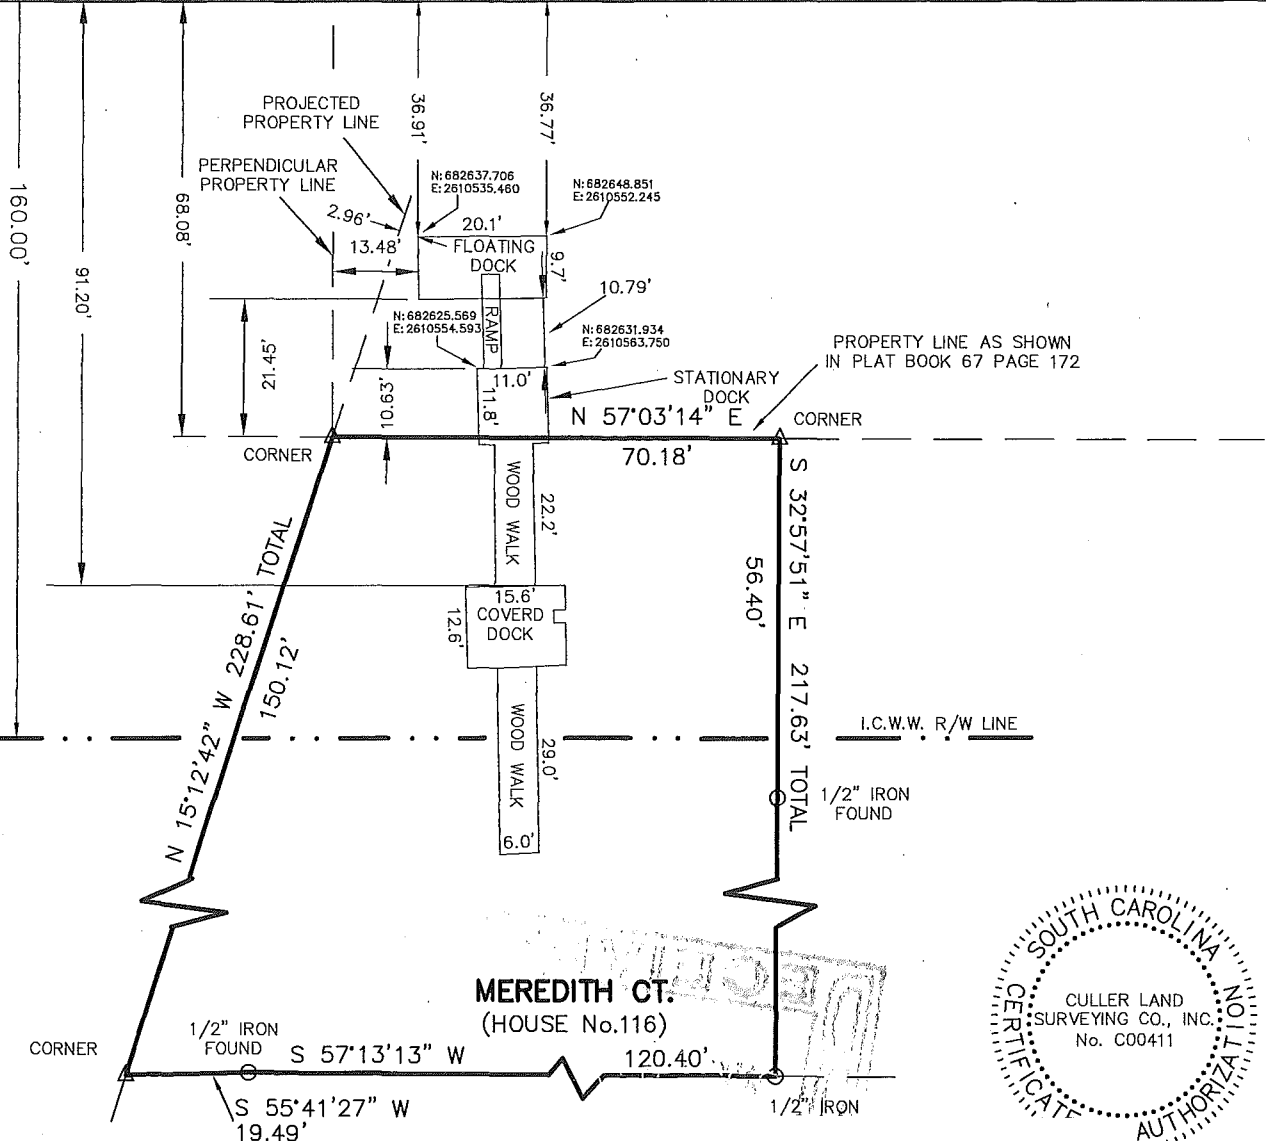 160.00'
91.20'
68.08'
36.91'
36.77'
PROJECTED
PROPERTY LINE
PERPENDICULAR
PROPERTY LINE
N:682637.706
E:2610535.460
N:682648.851
E:2610552.245
2.96'
13.48'
20.1'
FLOATING
DOCK
9.7'
10.79'
RAMP
N:682625.569
E:2610554.593
N:682631.934
E:2610563.750
21.45'
10.63'
11.0'
11.8'
STATIONARY
DOCK
PROPERTY LINE AS SHOWN
IN PLAT BOOK 67 PAGE 172
N 57°03'14" E
70.18'
CORNER
CORNER
WOOD WALK
22.2'
S 32°57'51" E 217.63' TOTAL
56.40'
N 15°12'42" W 228.61' TOTAL
150.12'
15.6'
COVERD
DOCK
12.6'
I.C.W.W. R/W LINE
WOOD WALK
29.0'
6.0'
1/2" IRON
FOUND
MEREDITH CT.
(HOUSE No.116)
RECEIVED
CORNER
1/2" IRON
FOUND
S 57°13'13" W
120.40'
S 55°41'27" W
19.49'
1/2" IRON
SOUTH CAROLINA
CERTIFICATE
AUTHORIZATION
CULLER LAND
SURVEYING CO., INC.
No. C00411